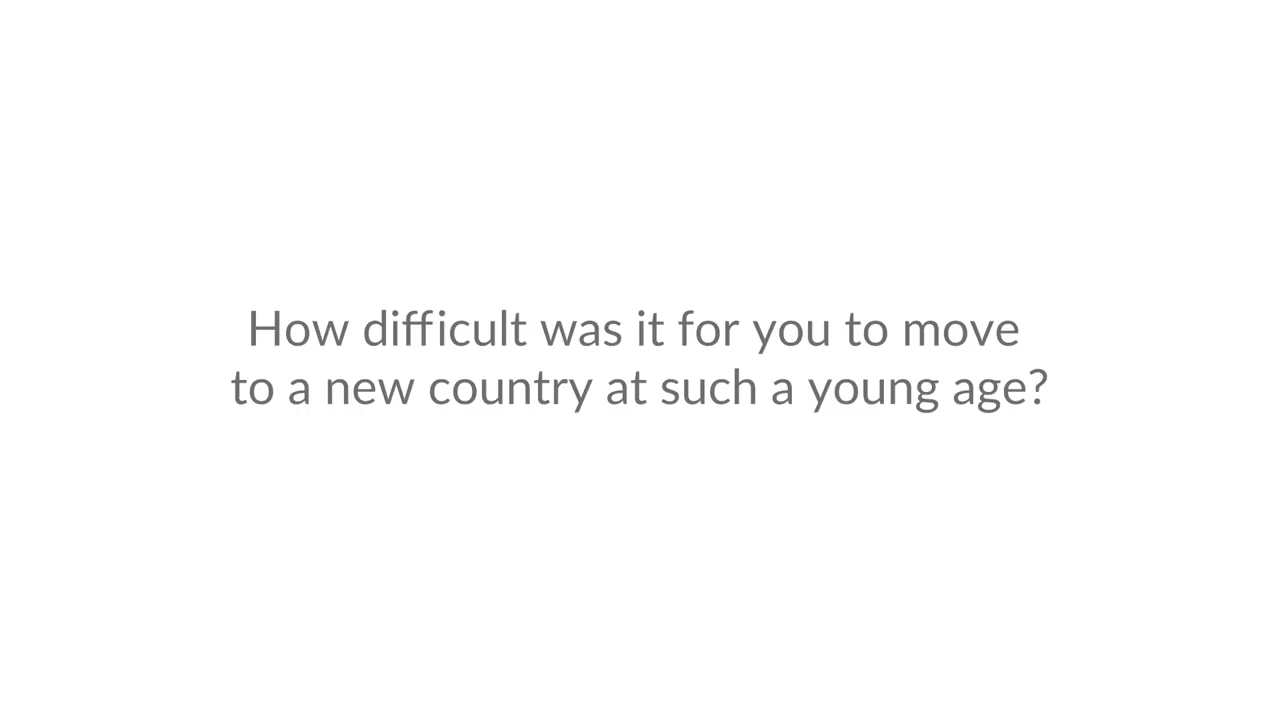 How difficult was it for you to move
to a new country at such a young age?